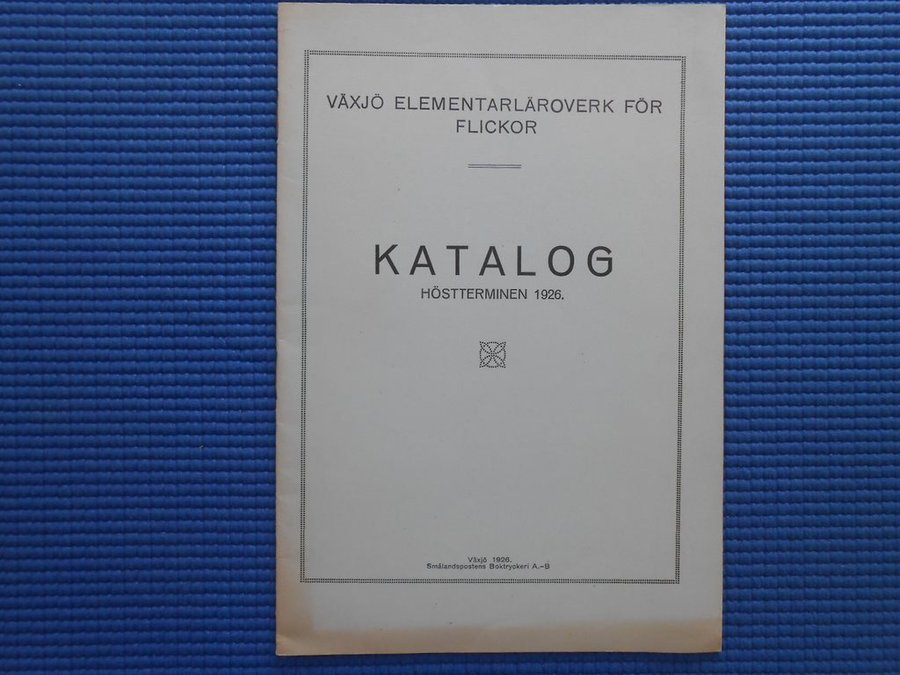 VÄXJÖ ELEMENTARLÄROVERK FÖR
FLICKOR
KATALOG
HÖSTTERMINEN 1926.
Växjö 1926.
Smålandspostens Boktryckeri A.-B